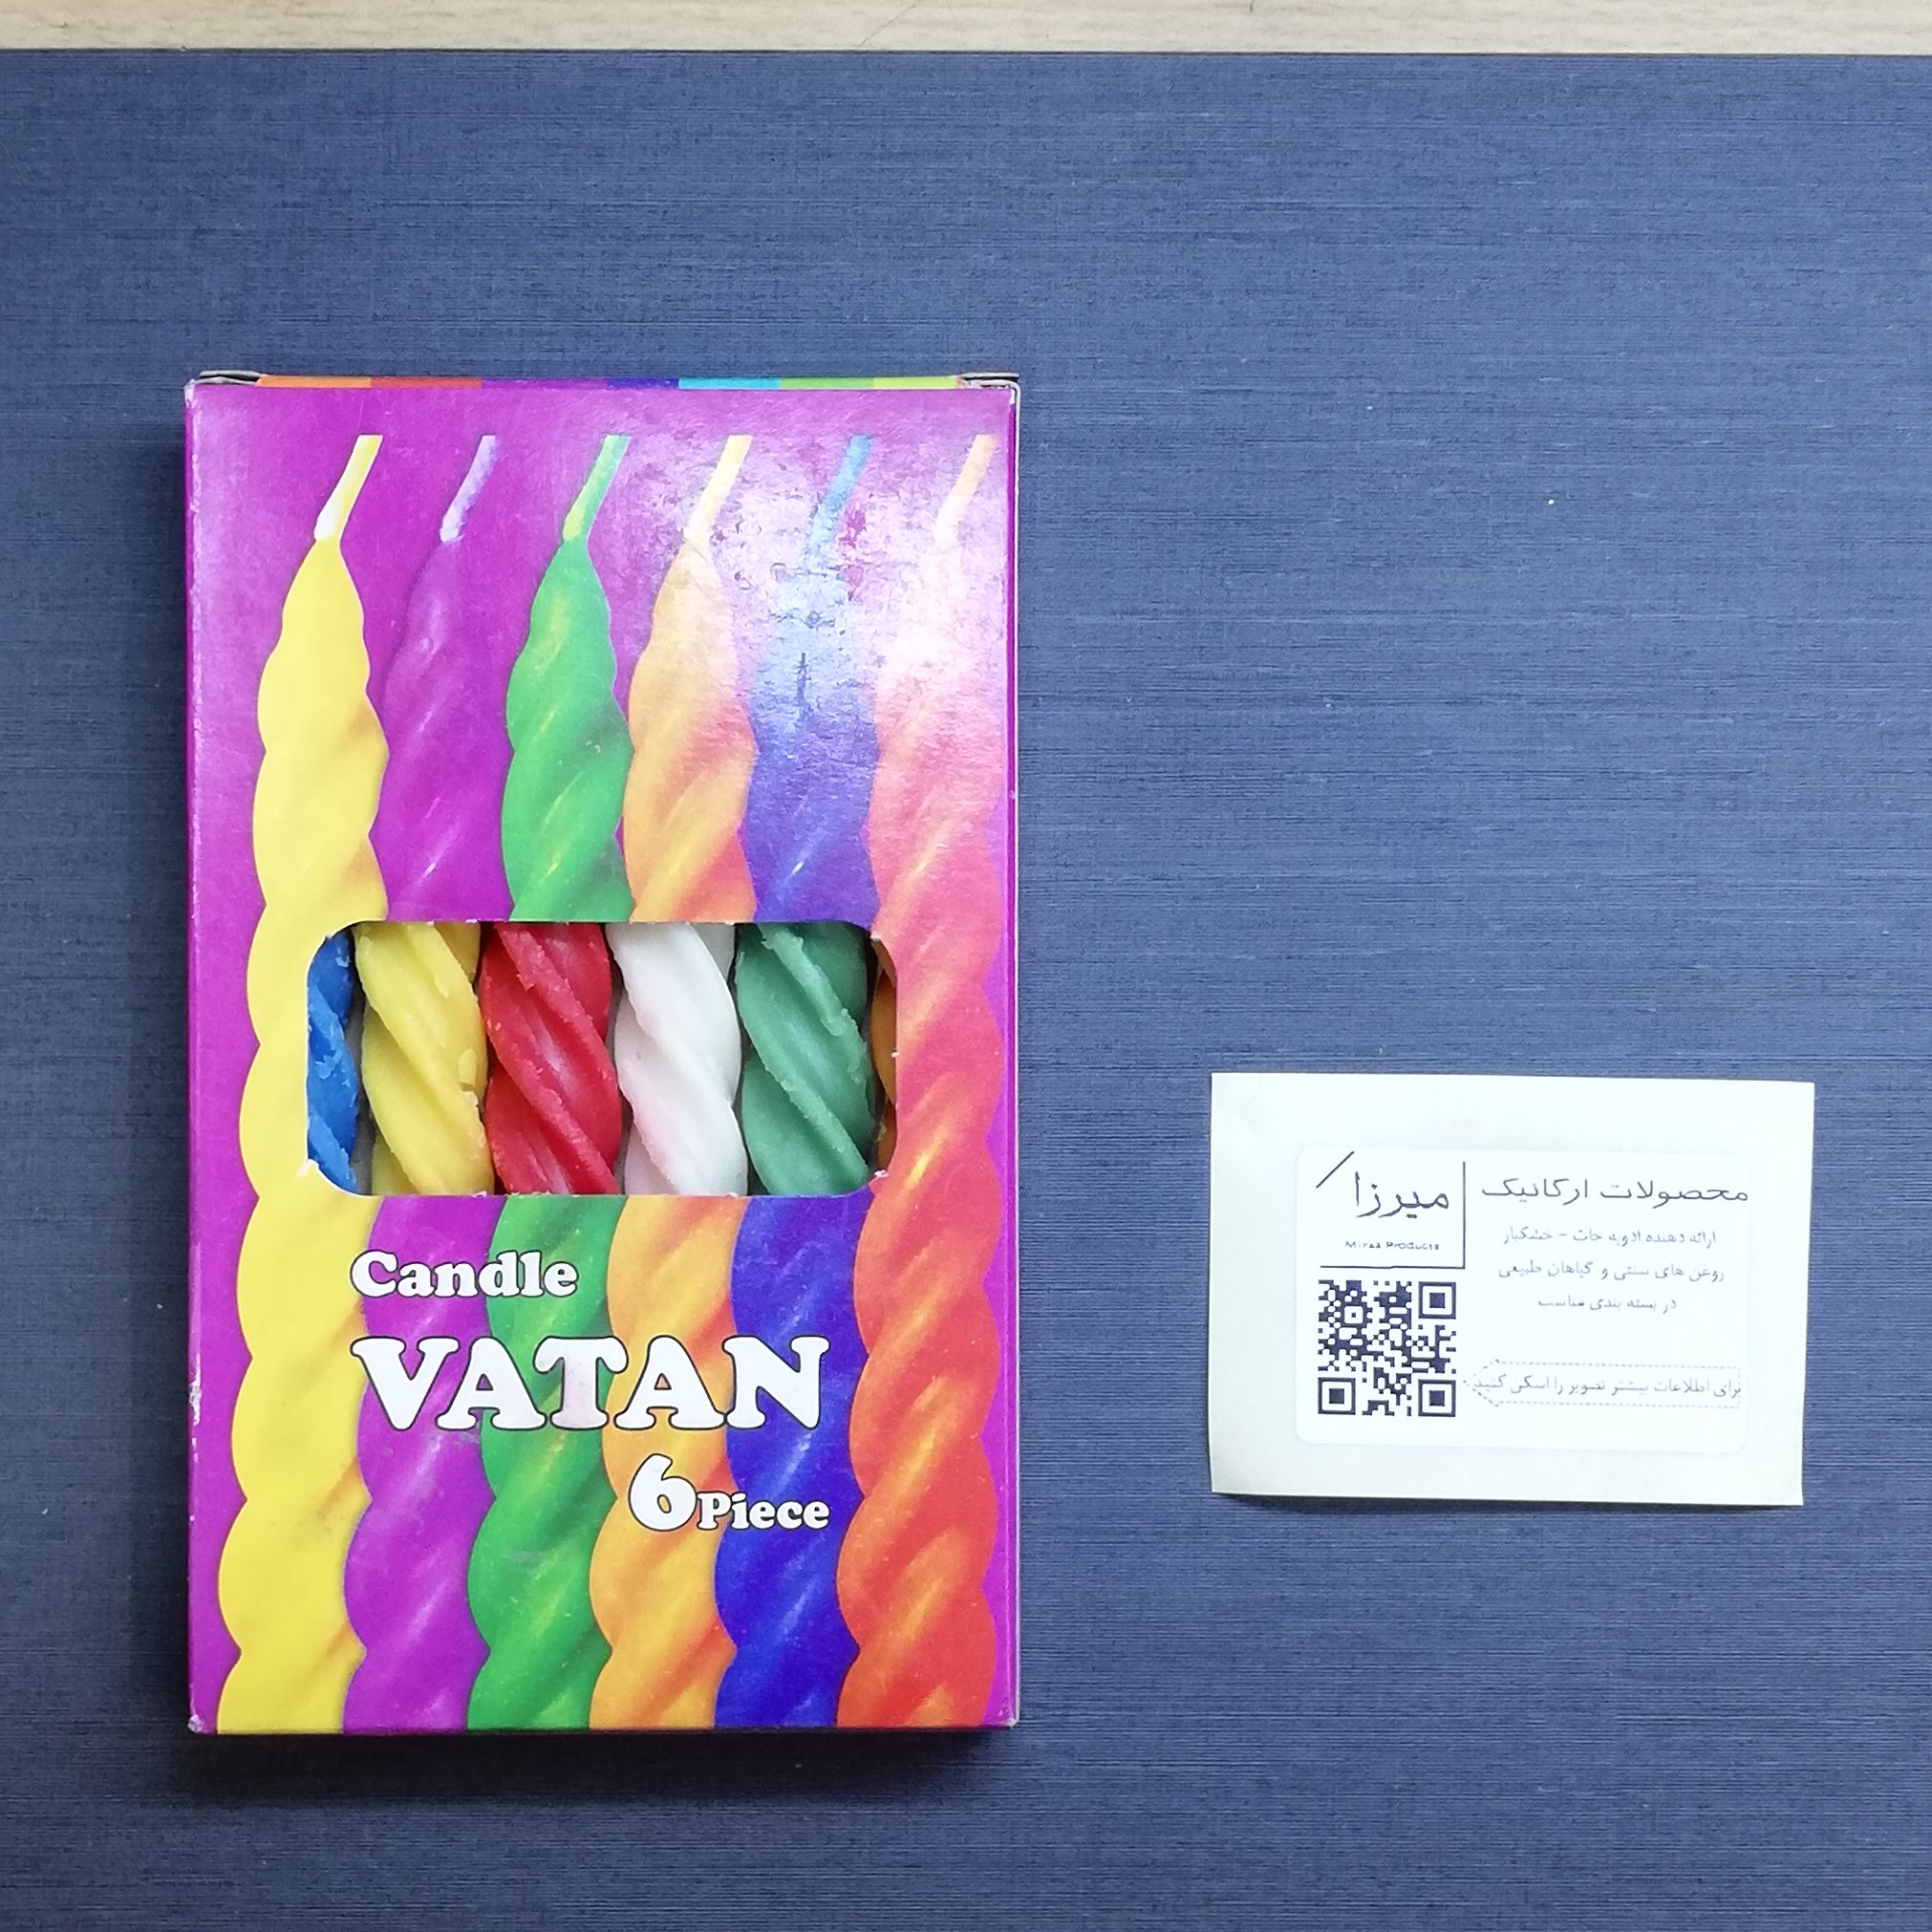 Candle
VATAN
6Piece
میرزا
Mirza Products
محصولات ارگانیک
ارائه دهنده ادویه جات - خشکبار
روغن های سنتی و گیاهان طبیعی
در بسته بندی مناسب
برای اطلاعات بیشتر تصویر را اسکن کنید